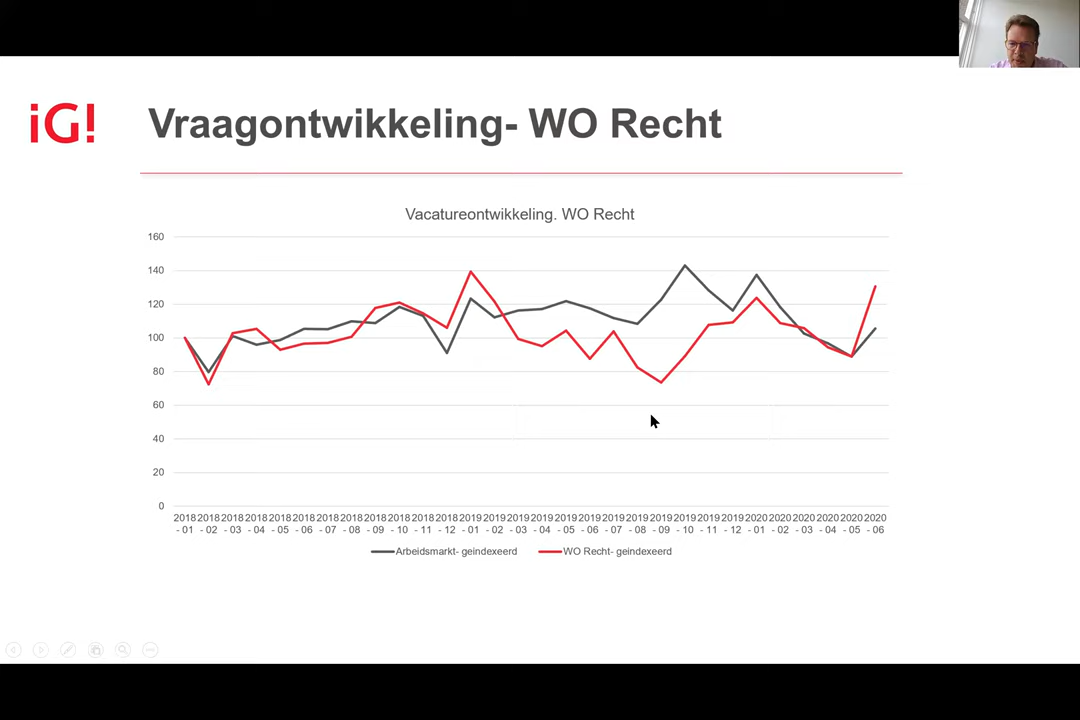 iG!
Vraagontwikkeling- WO Recht
Vacatureontwikkeling. WO Recht
160
140
120
100
80
60
40
20
0
2018 2018 2018 2018 2018 2018 2018 2018 2018 2018 2018 2018 2019 2019 2019 2019 2019 2019 2019 2019 2019 2019 2019 2019 2020 2020 2020 2020 2020 2020
- 01 - 02 - 03 - 04 - 05 - 06 - 07 - 08 - 09 - 10 - 11 - 12 - 01 - 02 - 03 - 04 - 05 - 06 - 07 - 08 - 09 - 10 - 11 - 12 - 01 - 02 - 03 - 04 - 05 - 06
Arbeidsmarkt- geindexeerd WO Recht- geindexeerd